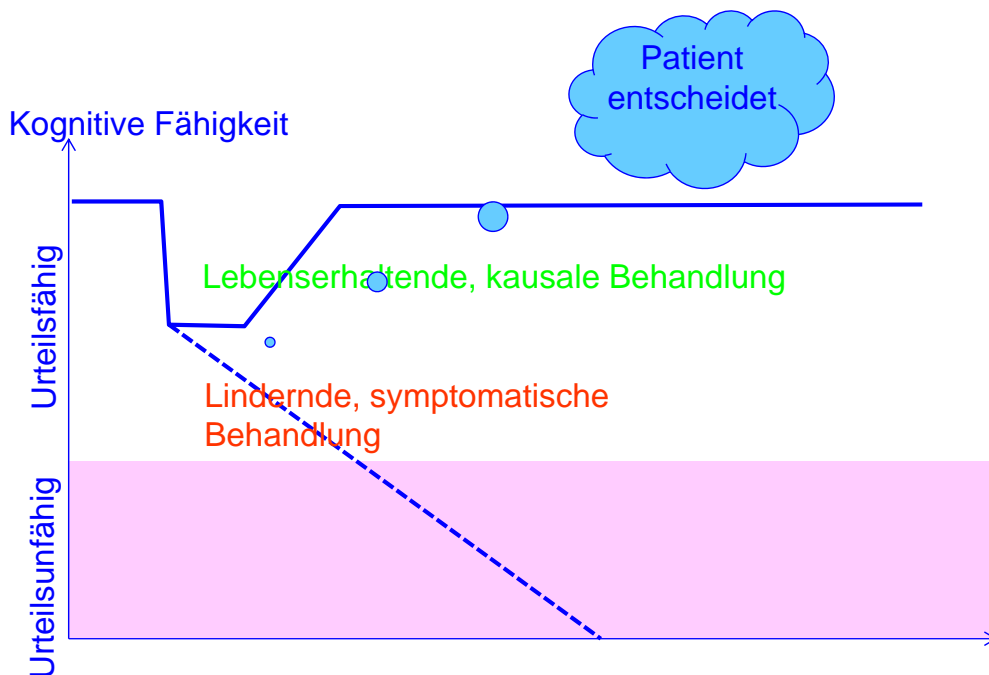 Patient
entscheidet
Kognitive Fähigkeit
Urteilsfähig
Lebenserhaltende, kausale Behandlung
Lindernde, symptomatische
Behandlung
Urteilsunfähig